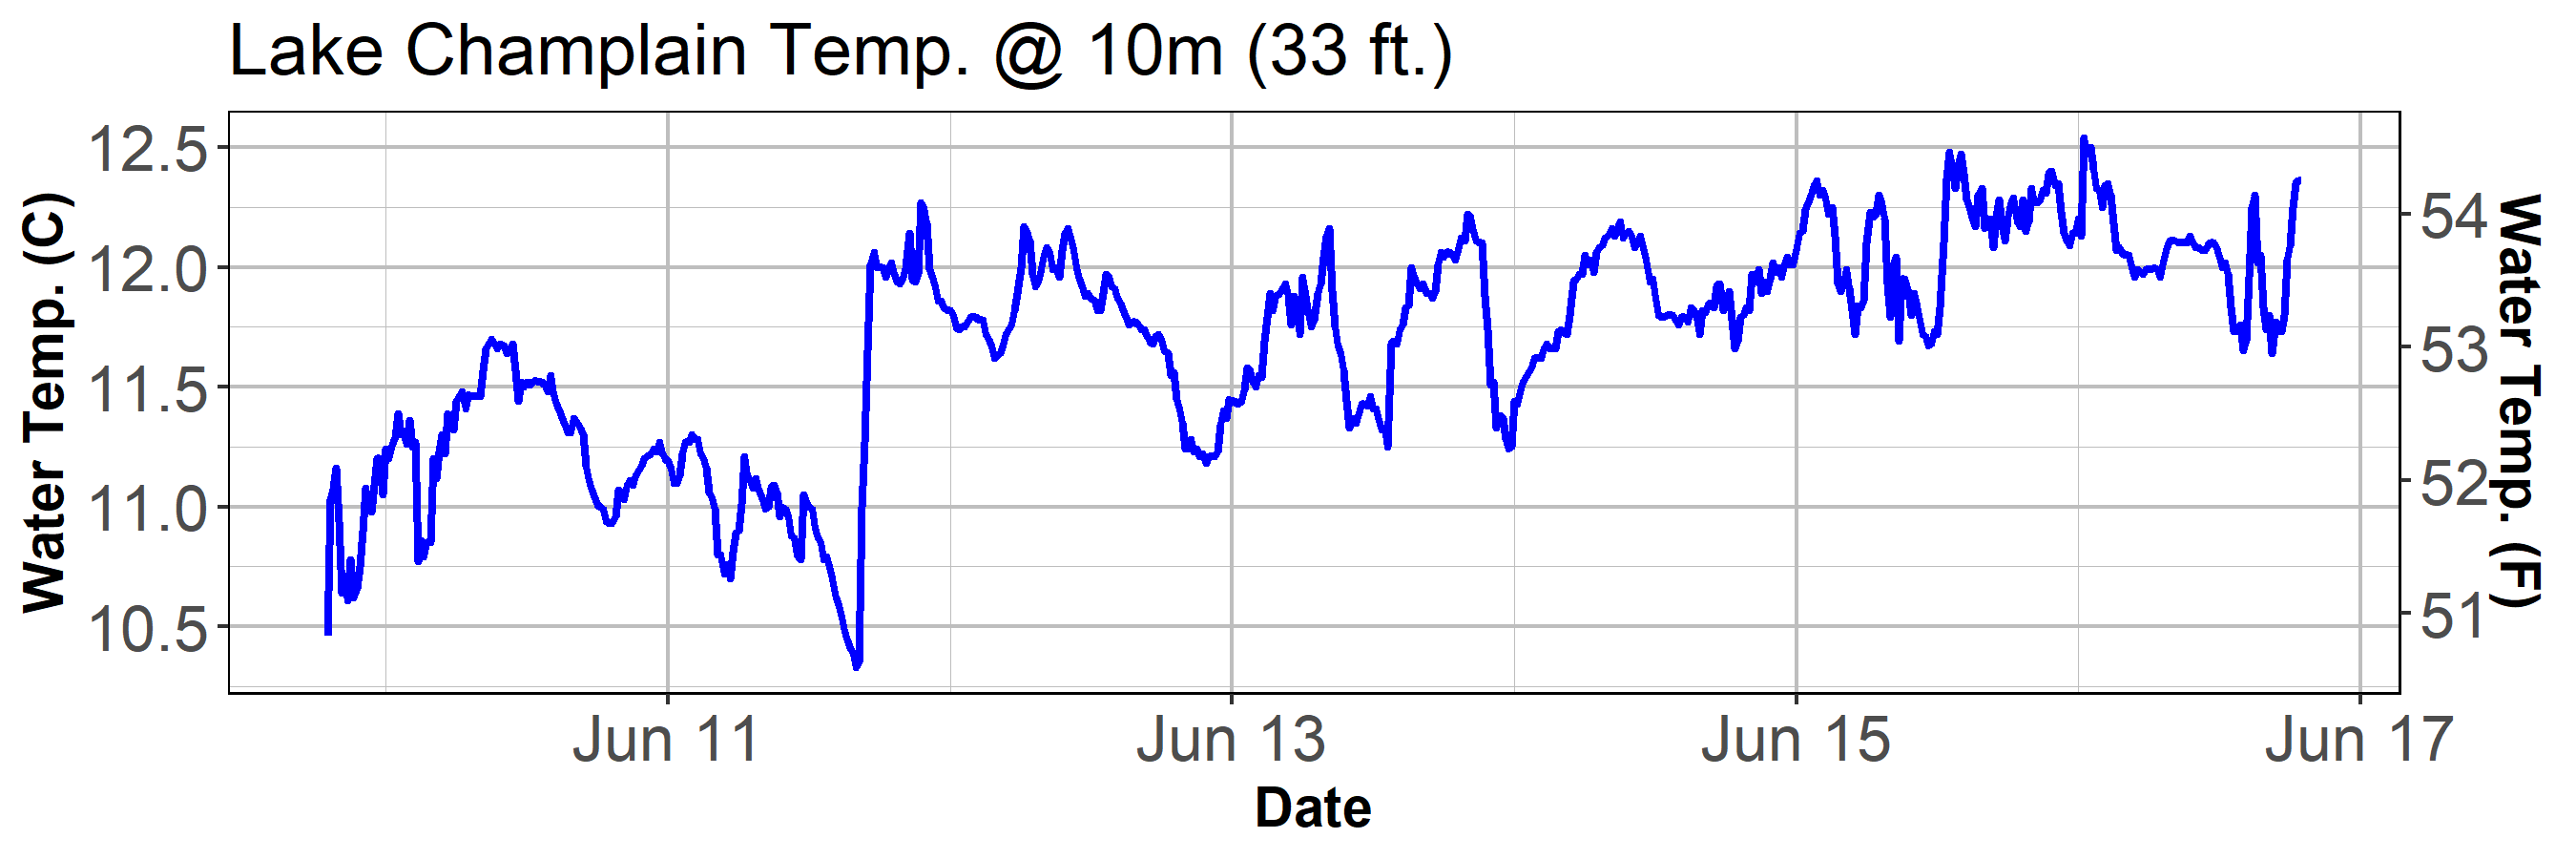 Lake Champlain Temp. @ 10m (33 ft.)
Water Temp. (C)
12.5
12.0
11.5
11.0
10.5
54
53
52
51
Water Temp. (F)
Jun 11
Jun 13
Jun 15
Jun 17
Date